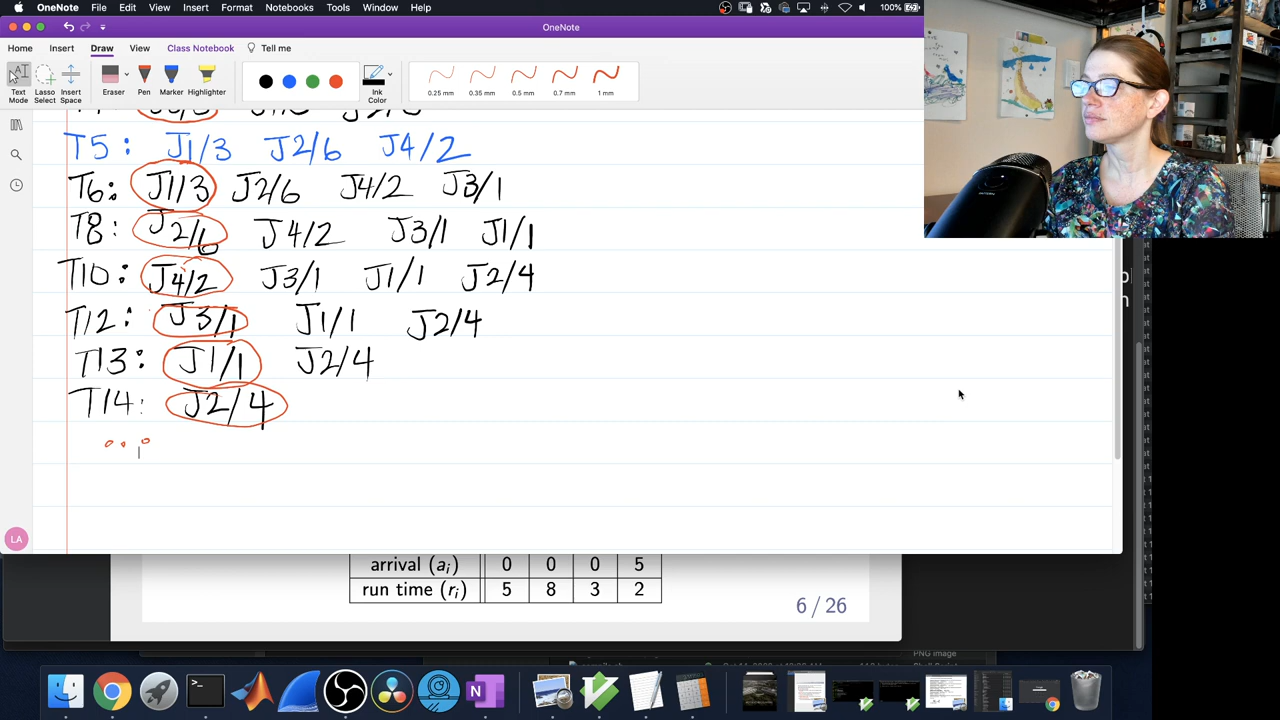 OneNote File Edit View Insert Format Notebooks Tools Window Help 100%
OneNote
Home Insert Draw View Class Notebook Tell me
Text Mode Lasso Select Insert Space Eraser Pen Marker Highlighter Ink Color 0.25 mm 0.35 mm 0.5 mm 0.7 mm 1 mm
T5: J1/3 J2/6 J4/2
T6: J1/3 J2/6 J4/2 J3/1
T8: J2/6 J4/2 J3/1 J1/1
T10: J4/2 J3/1 J1/1 J2/4
T12: J3/1 J1/1 J2/4
T13: J1/1 J2/4
T14: J2/4
LA
arrival (ai) 0 0 0 5
run time (ri) 5 8 3 2
6 / 26
PNG image